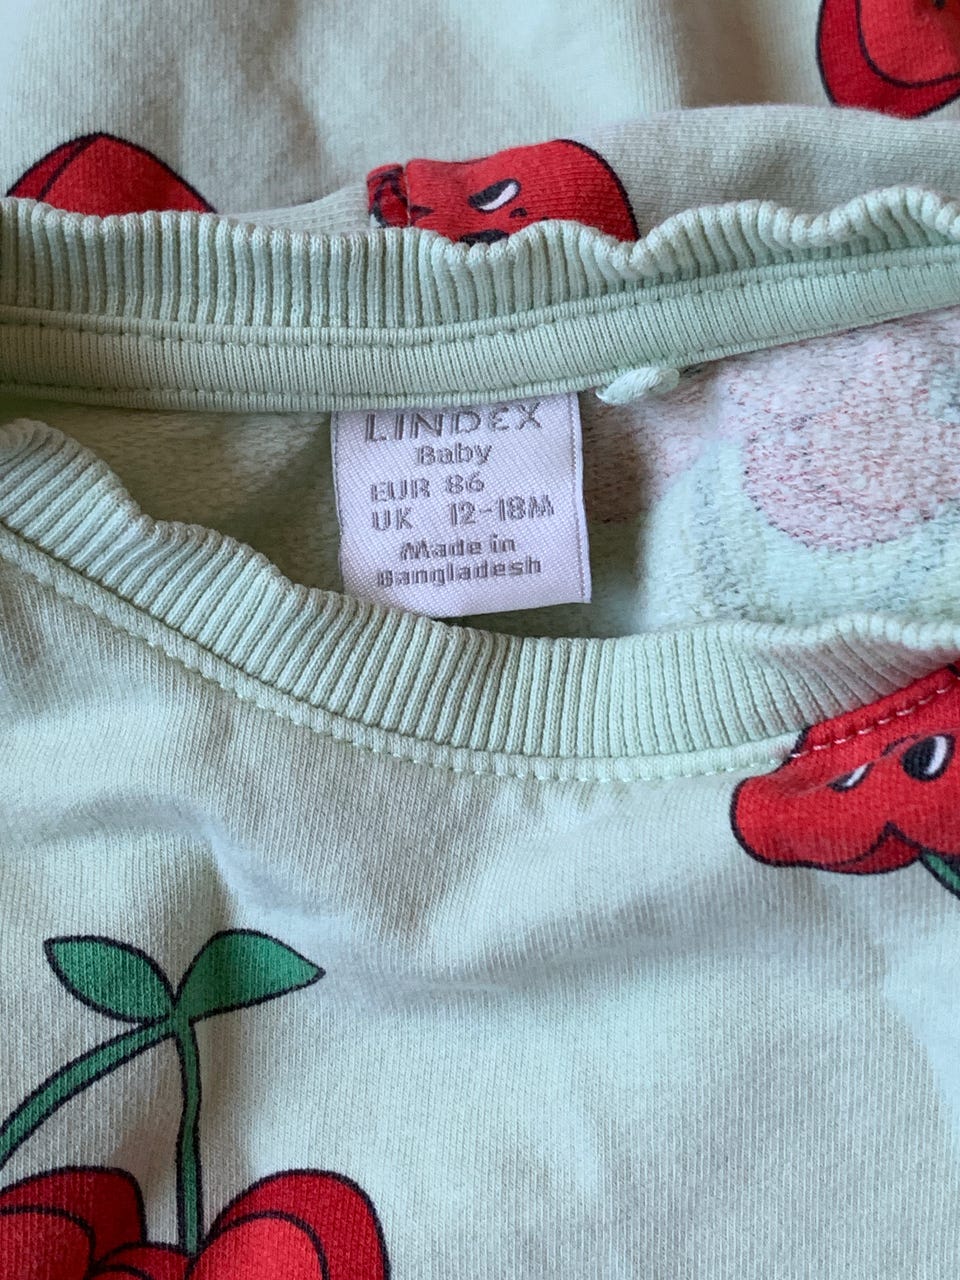 LINDEX
Baby
EUR 86
UK 12-18M
Made in
Bangladesh